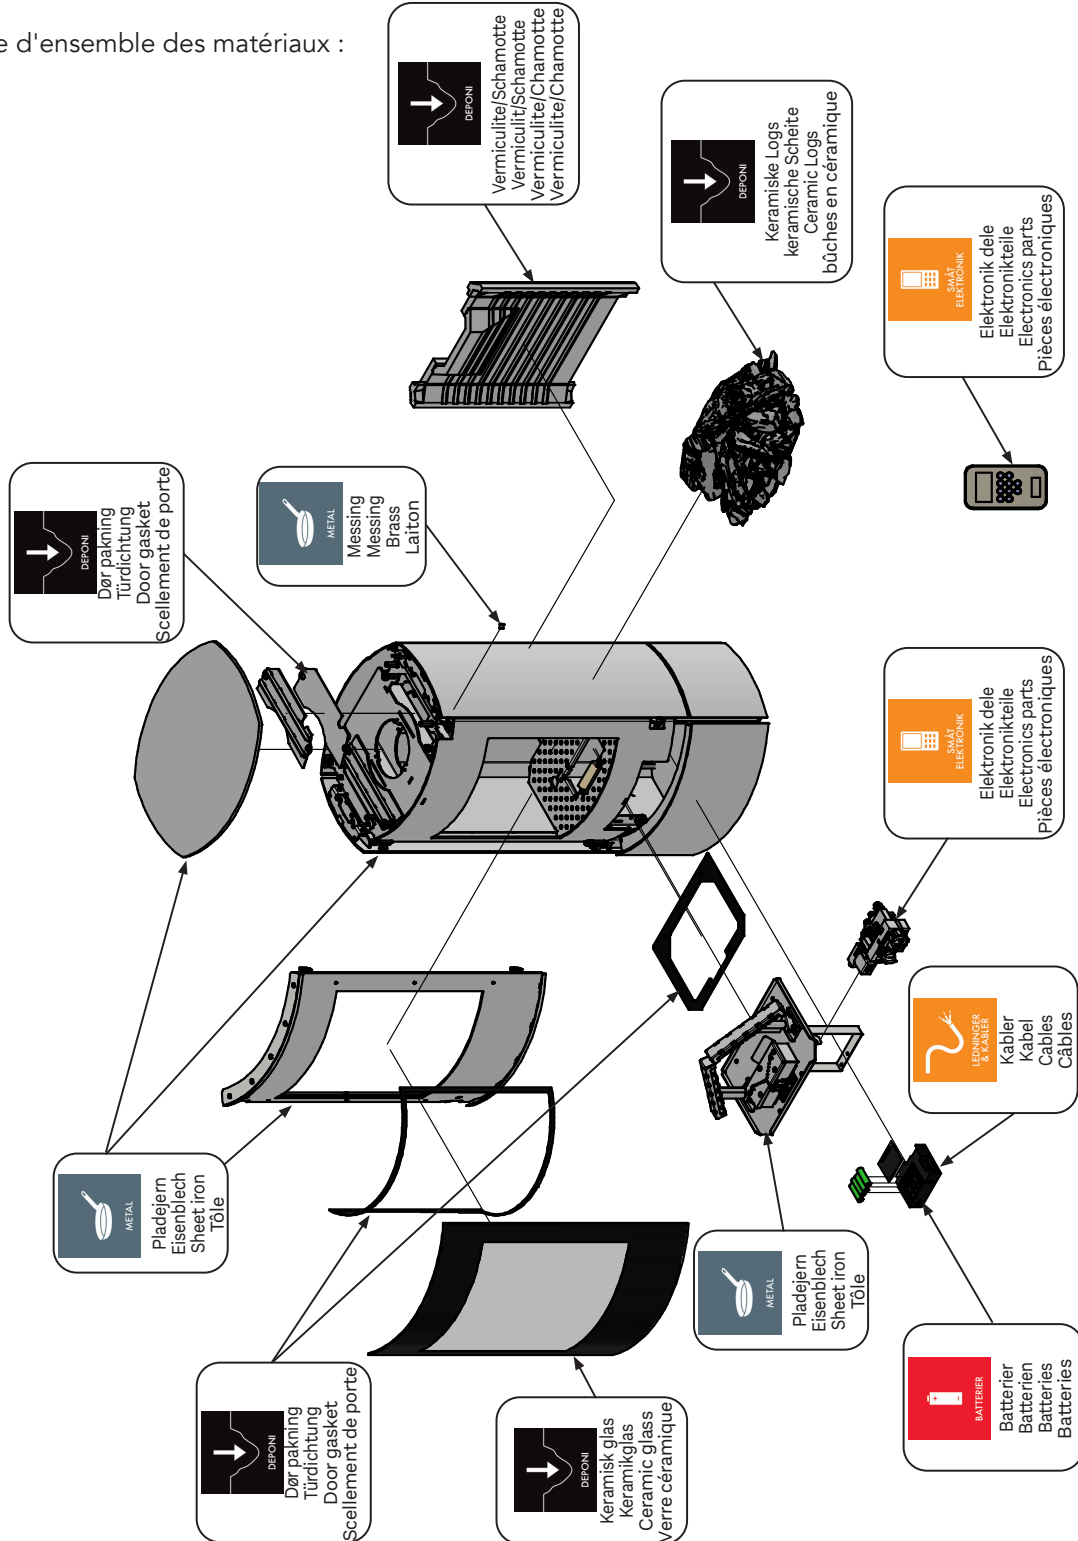 e d'ensemble des matériaux :
DEPONI
Vermiculite/Schamotte
Vermiculit/Schamotte
Vermiculite/Chamotte
Vermiculite/Chamotte
DEPONI
Keramiske Logs
keramische Scheite
Ceramic Logs
bûches en céramique
SMÅT
ELEKTRONIK
Elektronik dele
Elektronikteile
Electronics parts
Pièces électroniques
DEPONI
Dør pakning
Türdichtung
Door gasket
Scellement de porte
METAL
Messing
Messing
Brass
Laiton
SMÅT
ELEKTRONIK
Elektronik dele
Elektronikteile
Electronics parts
Pièces électroniques
LEDNINGER
& KABLER
Kabler
Kabel
Cables
Câbles
METAL
Pladejern
Eisenblech
Sheet iron
Tôle
METAL
Pladejern
Eisenblech
Sheet iron
Tôle
DEPONI
Dør pakning
Türdichtung
Door gasket
Scellement de porte
DEPONI
Keramisk glas
Keramikglas
Ceramic glass
Verre céramique
BATTERIER
Batterier
Batterien
Batteries
Batteries